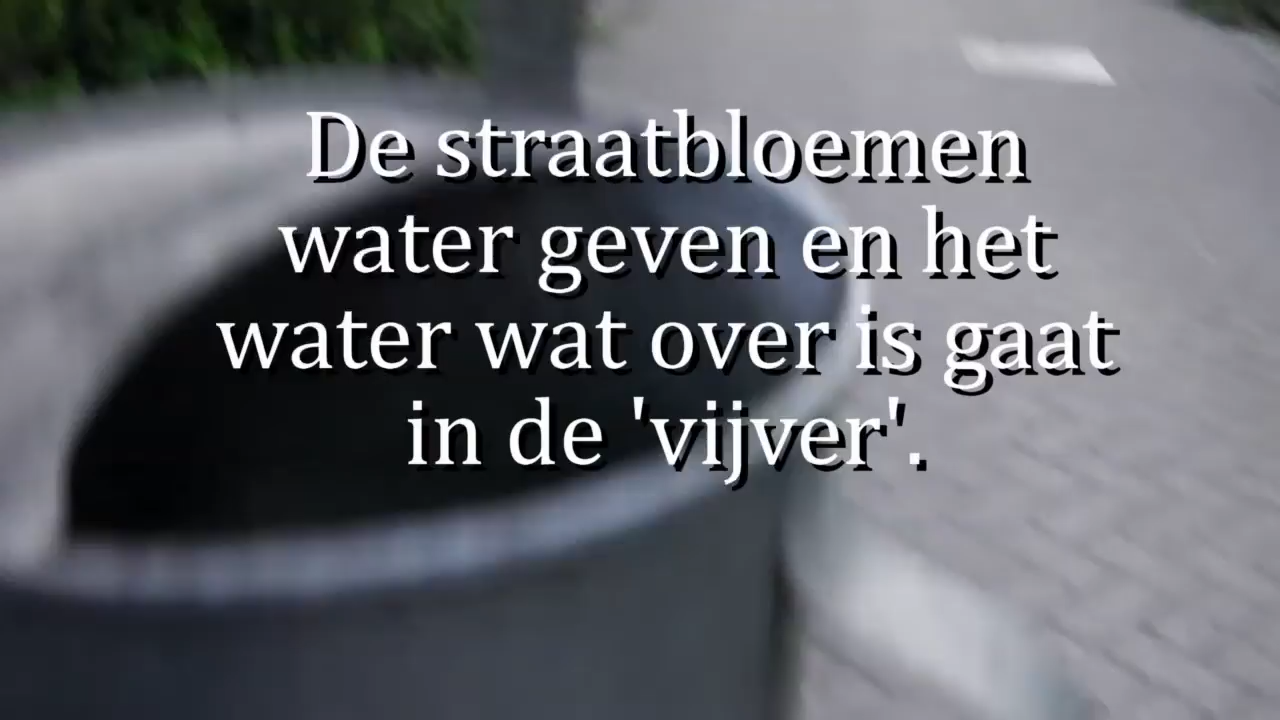 De straatbloemen
water geven en het
water wat over is gaat
in de 'vijver'.